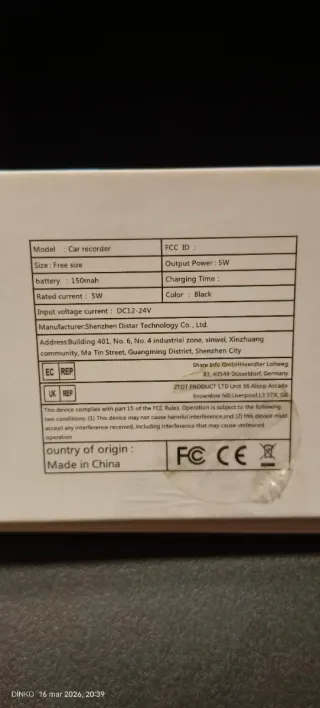 Model : Car recorder
FCC ID :
Size : Free size
Output Power : 5W
battery : 150mah
Charging Time :
Rated current : 5W
Color : Black
Input voltage current : DC12-24V
Manufacturer:Shenzhen Distar Technology Co. , Ltd.
Address:Building 401, No. 6, No. 4 industrial zone, xinwei, Xinzhuang
community, Ma Tin Street, Guangming District, Shenzhen City
EC REP
Share Info GmbHHeerdter Lohweg
83, 40549 Düsseldorf, Germany
UK REP
PRODUCT LTD Unit 36 Alsop Arcade
brownlow hill,Liverpool,L3 5TX, GB
This device complies with part 15 of the FCC Rules. Operation is subject to the following
two conditions: (1) This device may not cause harmful interference,and (2) this device must
accept any interference received, including interference that may cause undesired
operation
ountry of origin :
Made in China
FC CE
DINKO 16 mar 2026, 20:39